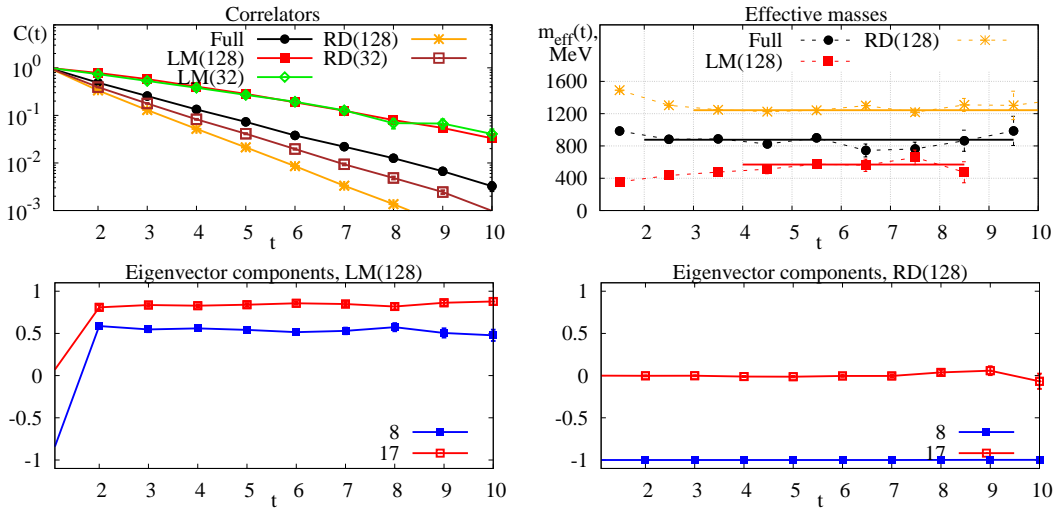 Correlators
C(t)
Full
LM(128)
LM(32)
RD(128)
RD(32)
10^0
10^-1
10^-2
10^-3
2 3 4 5 6 7 8 9 10
t
Effective masses
m_eff(t),
MeV
Full
LM(128)
RD(128)
1600
1200
800
400
0
2 3 4 5 6 7 8 9 10
t
Eigenvector components, LM(128)
1
0.5
0
-0.5
-1
8
17
2 3 4 5 6 7 8 9 10
t
Eigenvector components, RD(128)
1
0.5
0
-0.5
-1
8
17
2 3 4 5 6 7 8 9 10
t